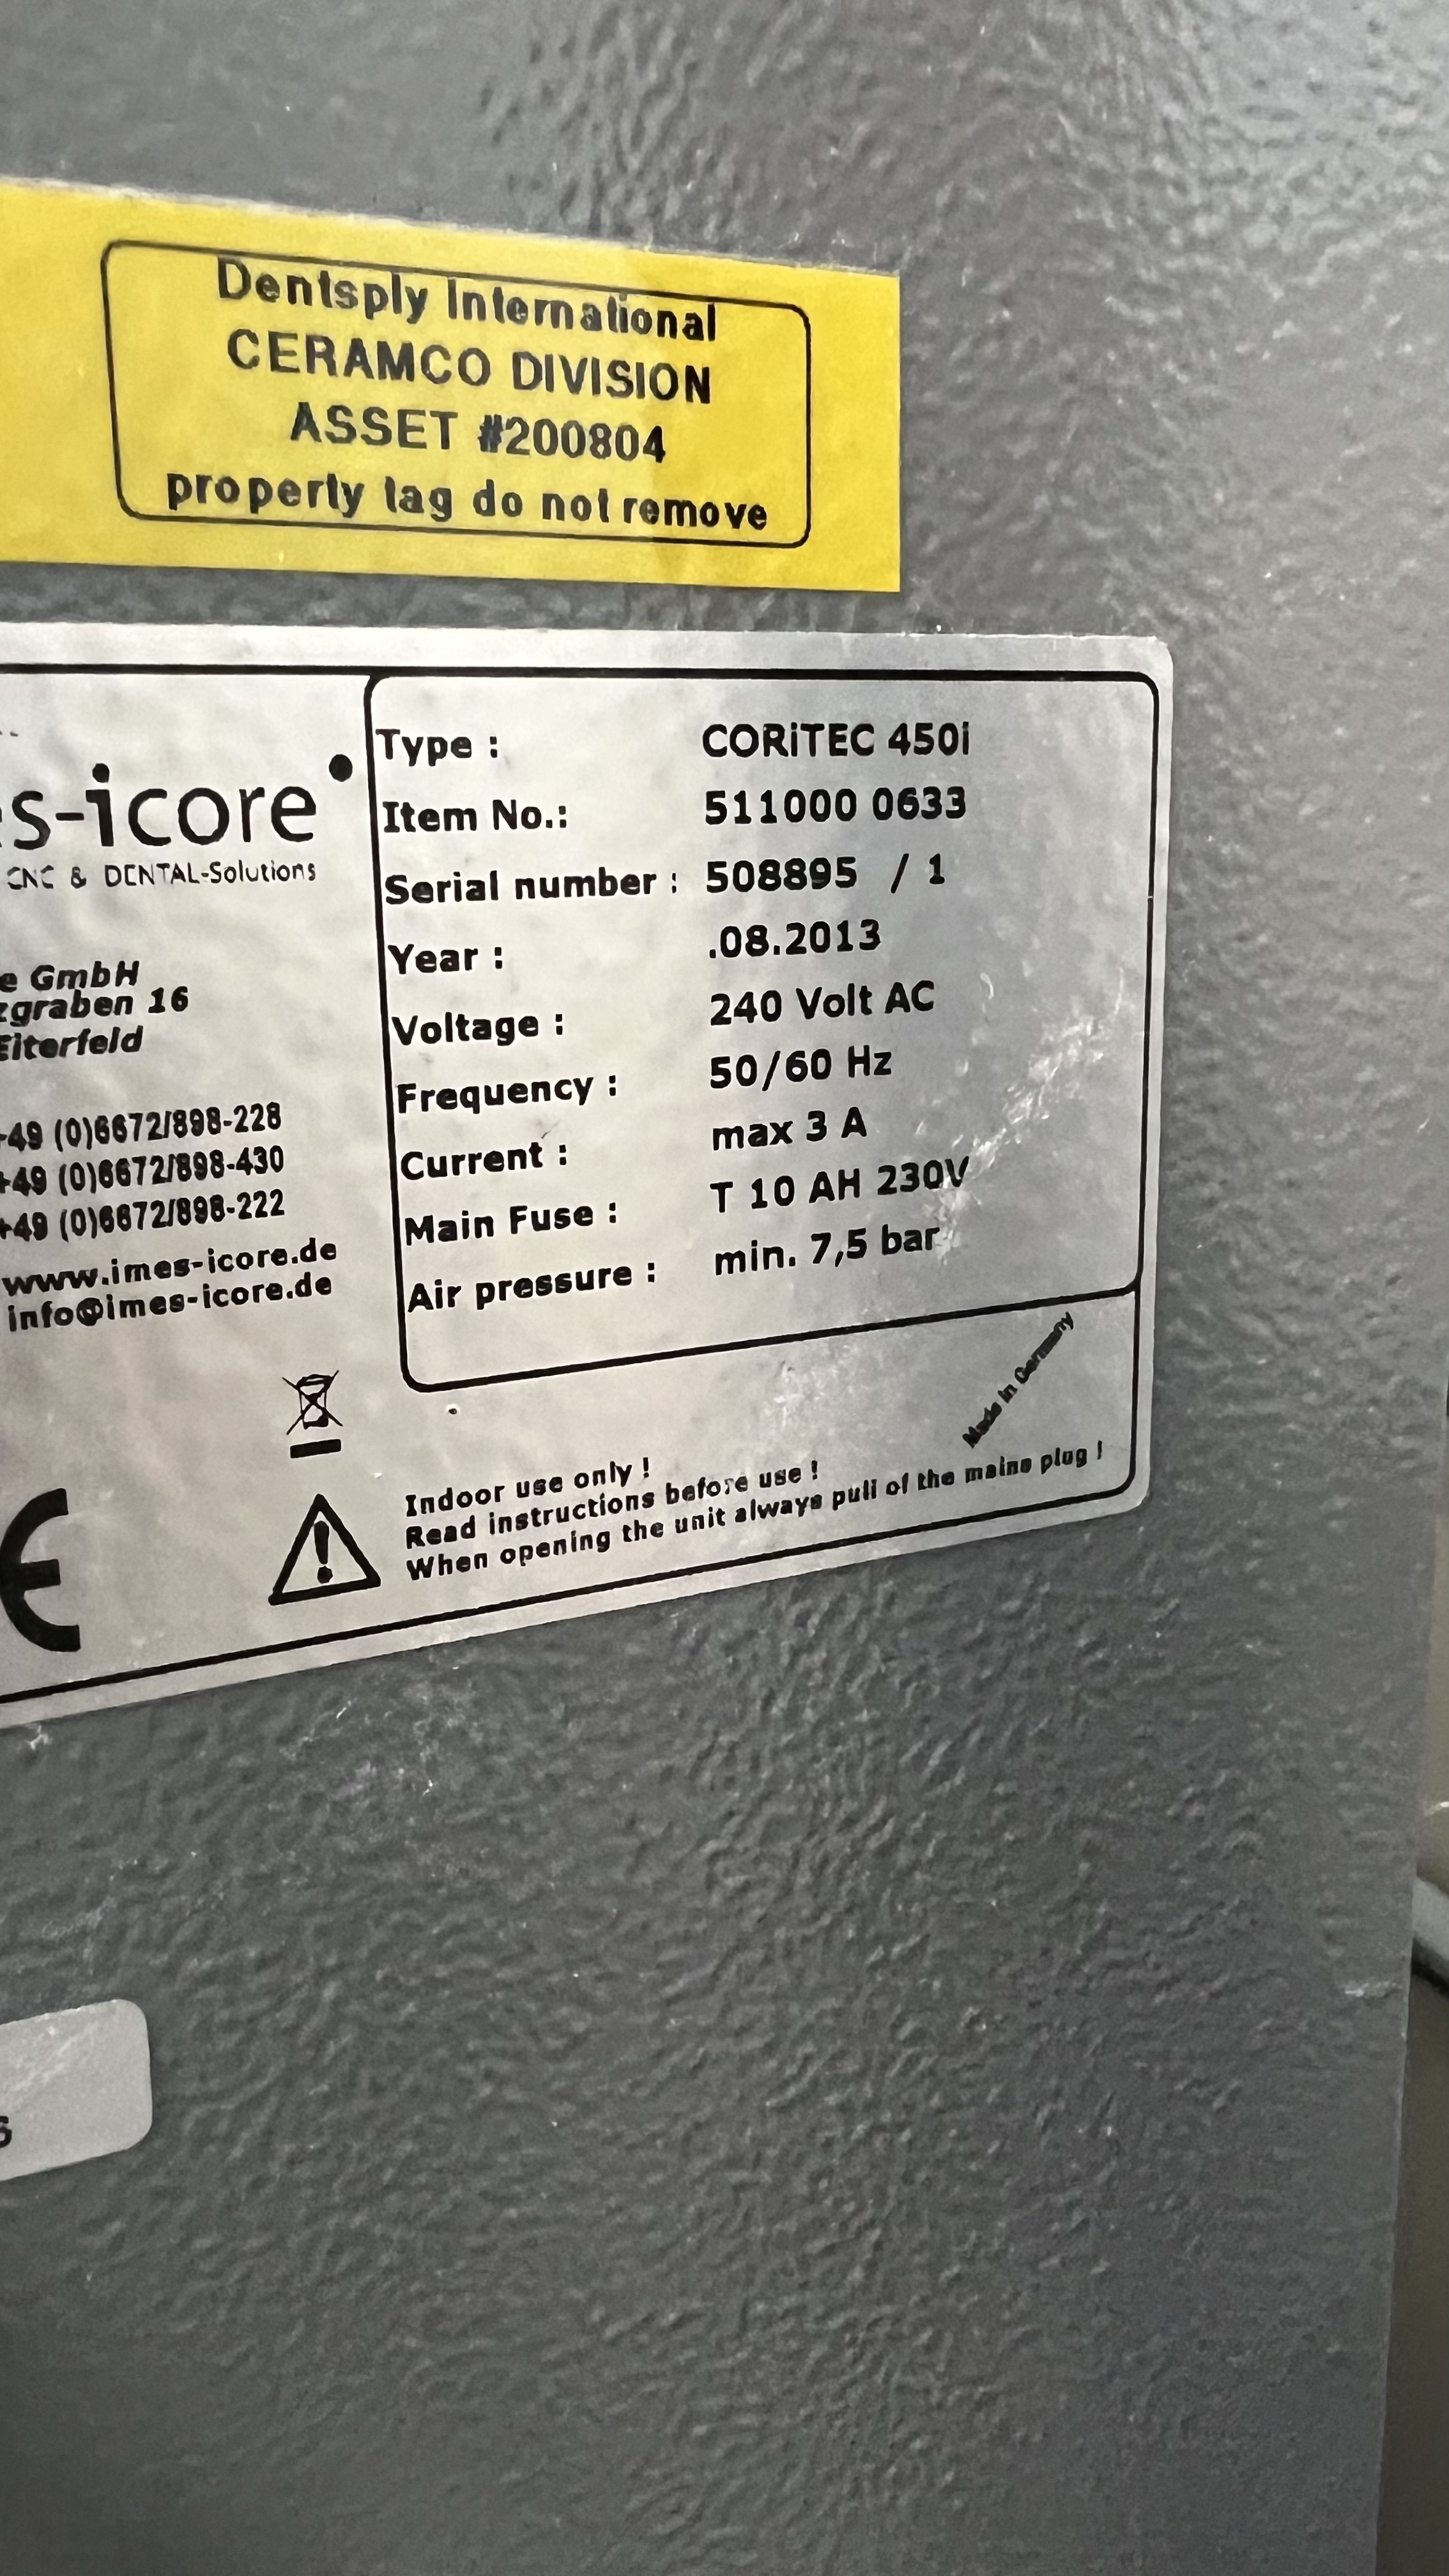 Dentsply International
CERAMCO DIVISION
ASSET #200804
property tag do not remove
es-icore
CNC & DENTAL-Solutions
e GmbH
zgraben 16
Eiterfeld
+49 (0)6672/898-228
+49 (0)6672/898-430
+49 (0)6672/898-222
www.imes-icore.de
info@imes-icore.de
Type : CORiTEC 450i
Item No.: 511000 0633
Serial number : 508895 / 1
Year : .08.2013
Voltage : 240 Volt AC
Frequency : 50/60 Hz
Current : max 3 A
Main Fuse : T 10 AH 230V
Air pressure : min. 7,5 bar
Made in Germany
Indoor use only !
Read instructions before use !
When opening the unit always pull of the mains plug !
CE